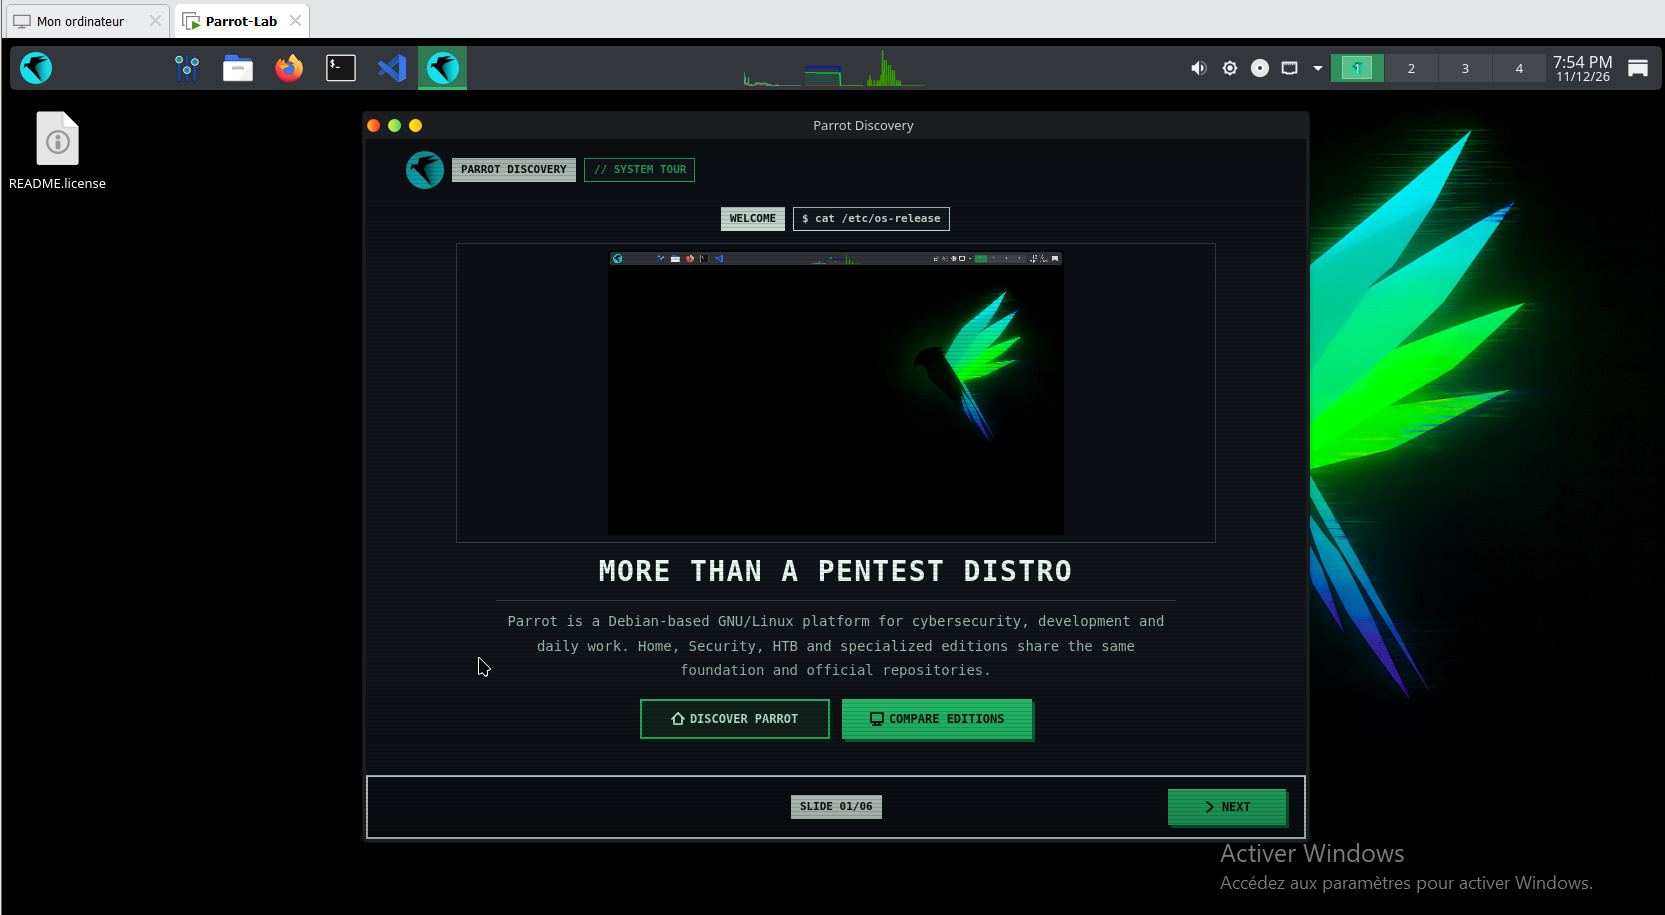 Mon ordinateur
Parrot-Lab
$-
1
2
3
4
7:54 PM
11/12/26
README.license
Parrot Discovery
PARROT DISCOVERY
// SYSTEM TOUR
WELCOME
$ cat /etc/os-release
MORE THAN A PENTEST DISTRO
Parrot is a Debian-based GNU/Linux platform for cybersecurity, development and
daily work. Home, Security, HTB and specialized editions share the same
foundation and official repositories.
DISCOVER PARROT
COMPARE EDITIONS
SLIDE 01/06
NEXT
Activer Windows
Accédez aux paramètres pour activer Windows.